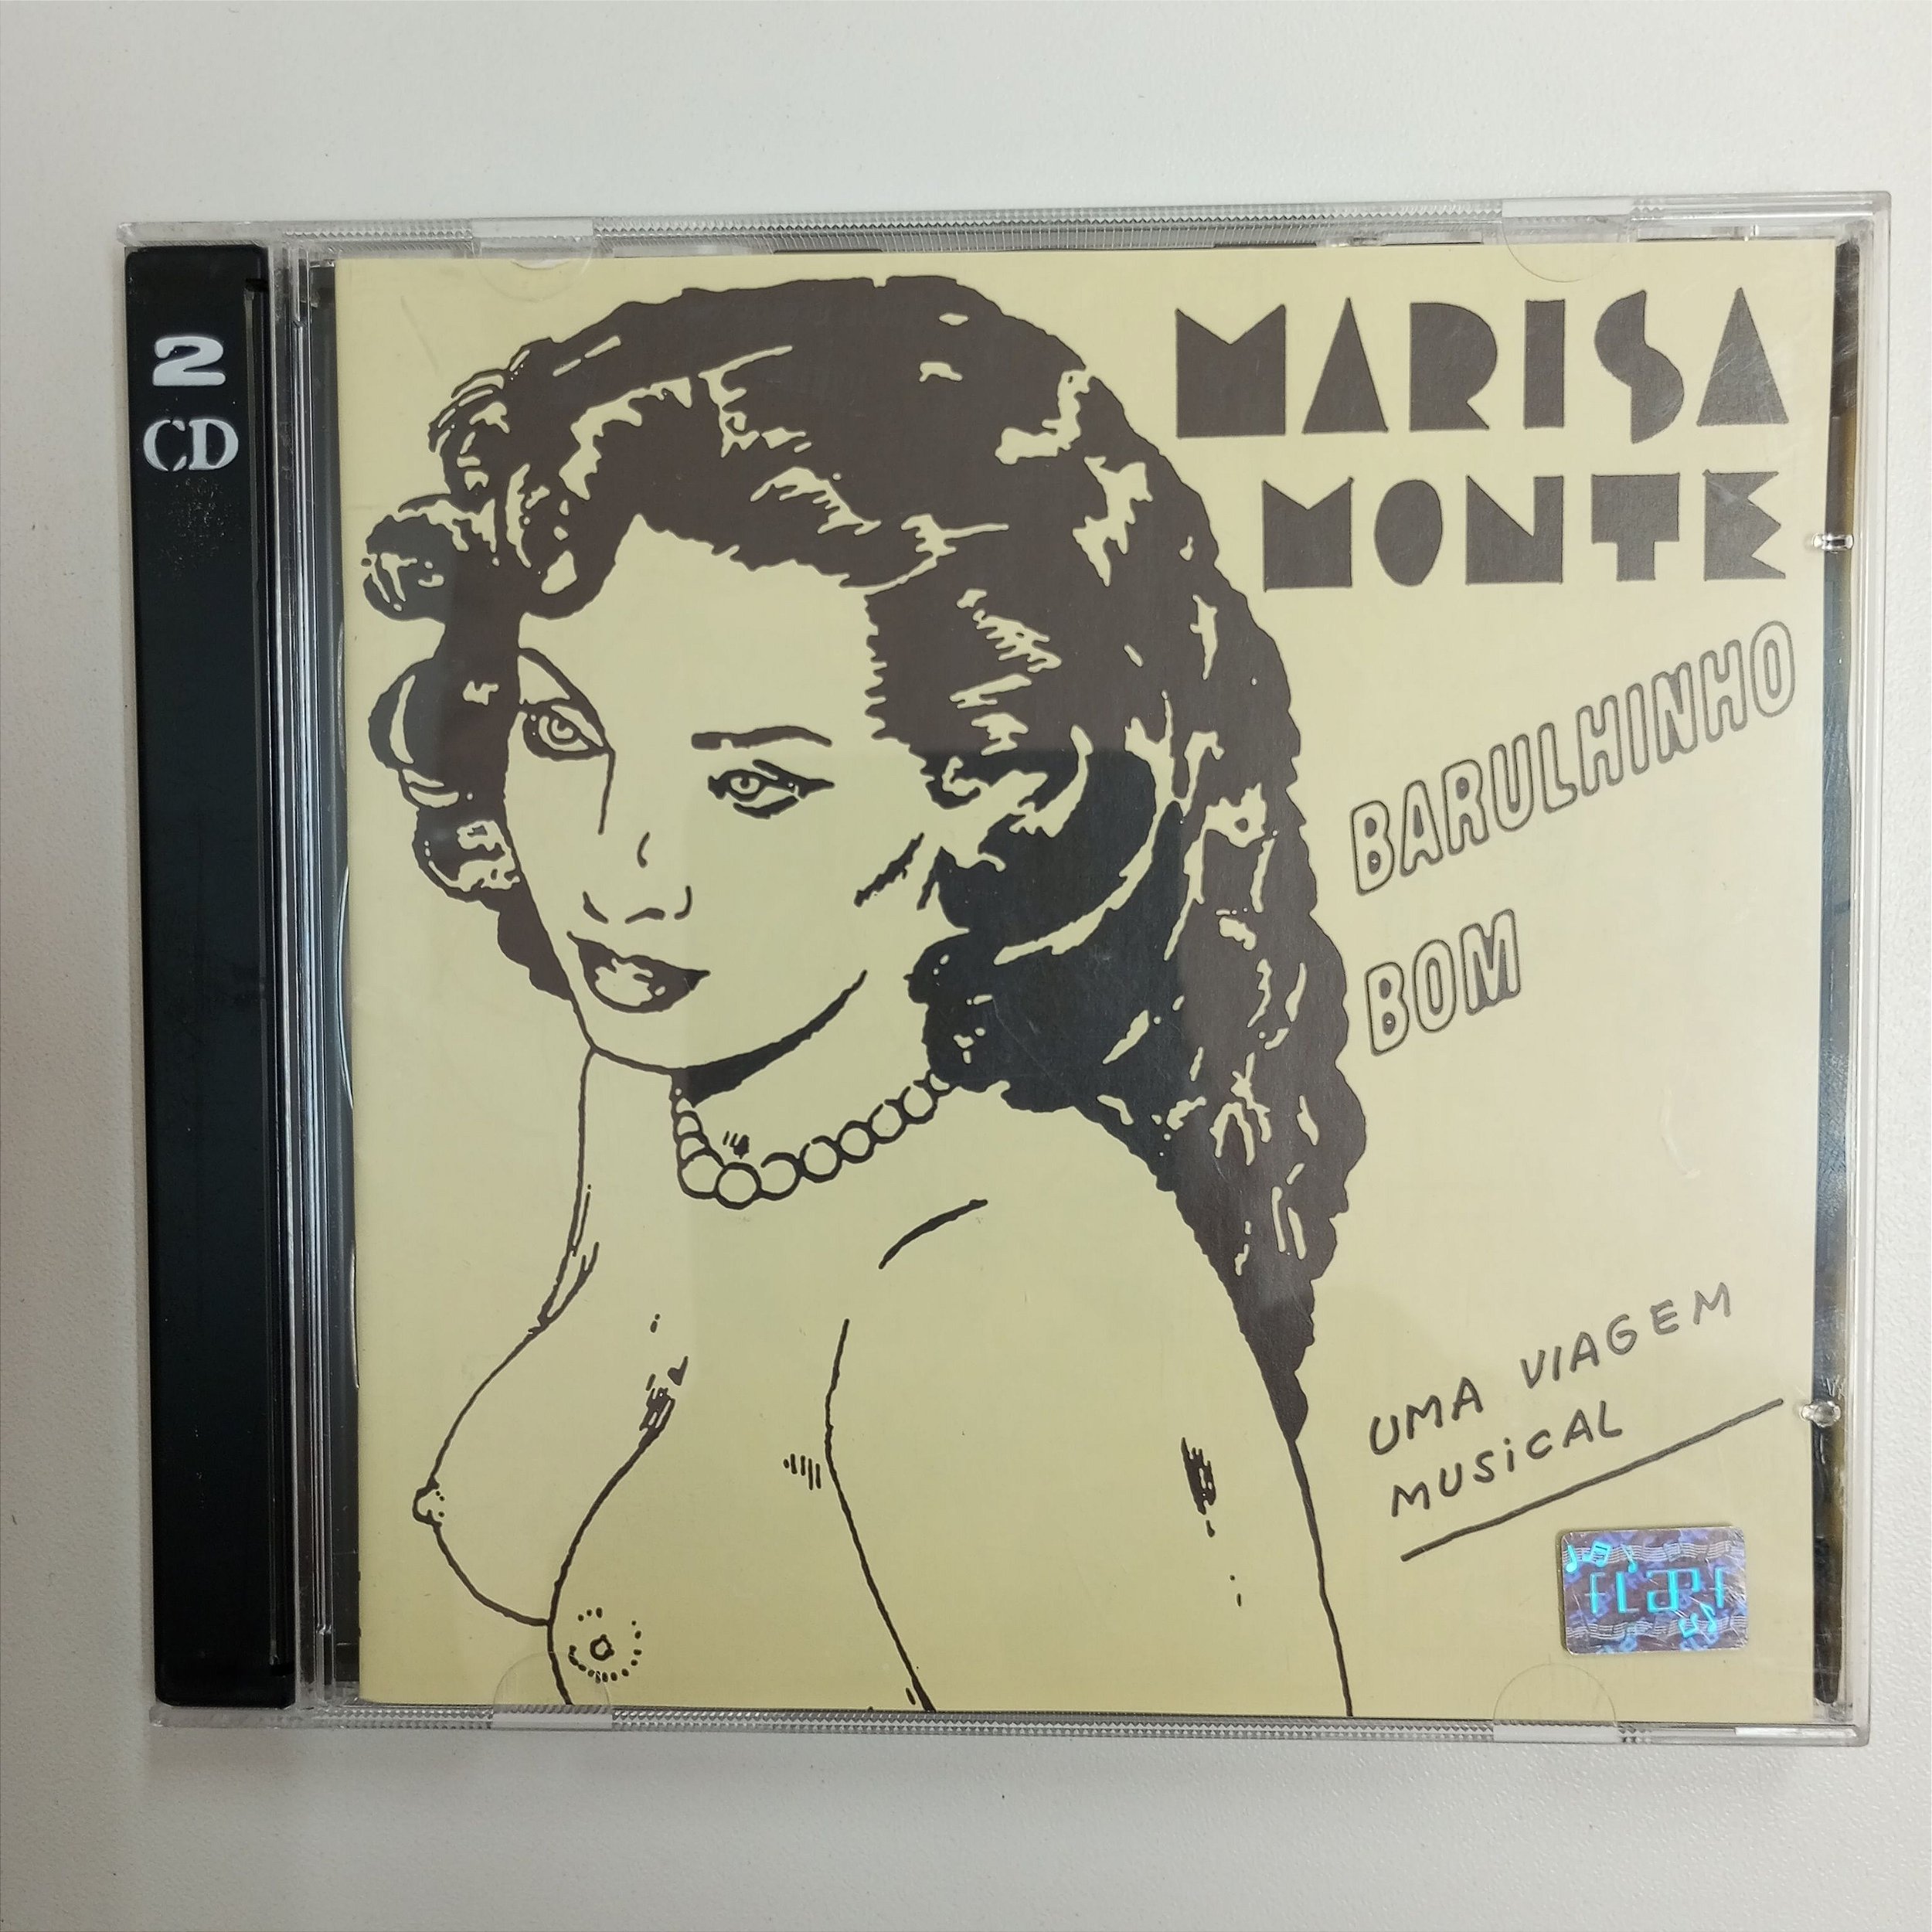 2
CD
MARISA
MONTE
BARULHINHO
BOM
UMA VIAGEM
MUSICAL